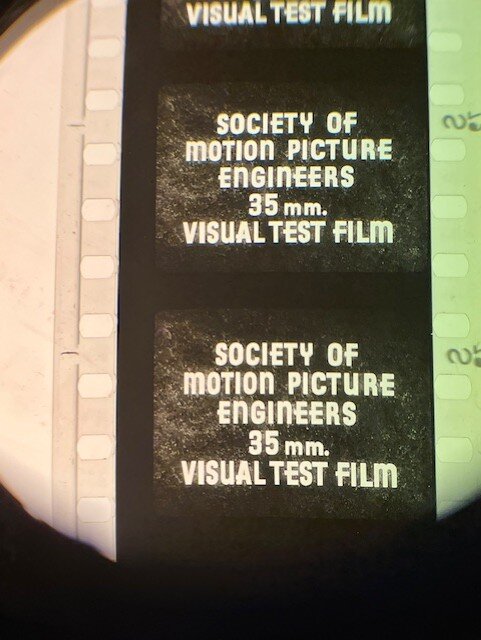 VISUAL TEST FILM
SOCIETY OF
MOTION PICTURE
ENGINEERS
35 mm.
VISUAL TEST FILM
SOCIETY OF
MOTION PICTURE
ENGINEERS
35 mm.
VISUAL TEST FILM